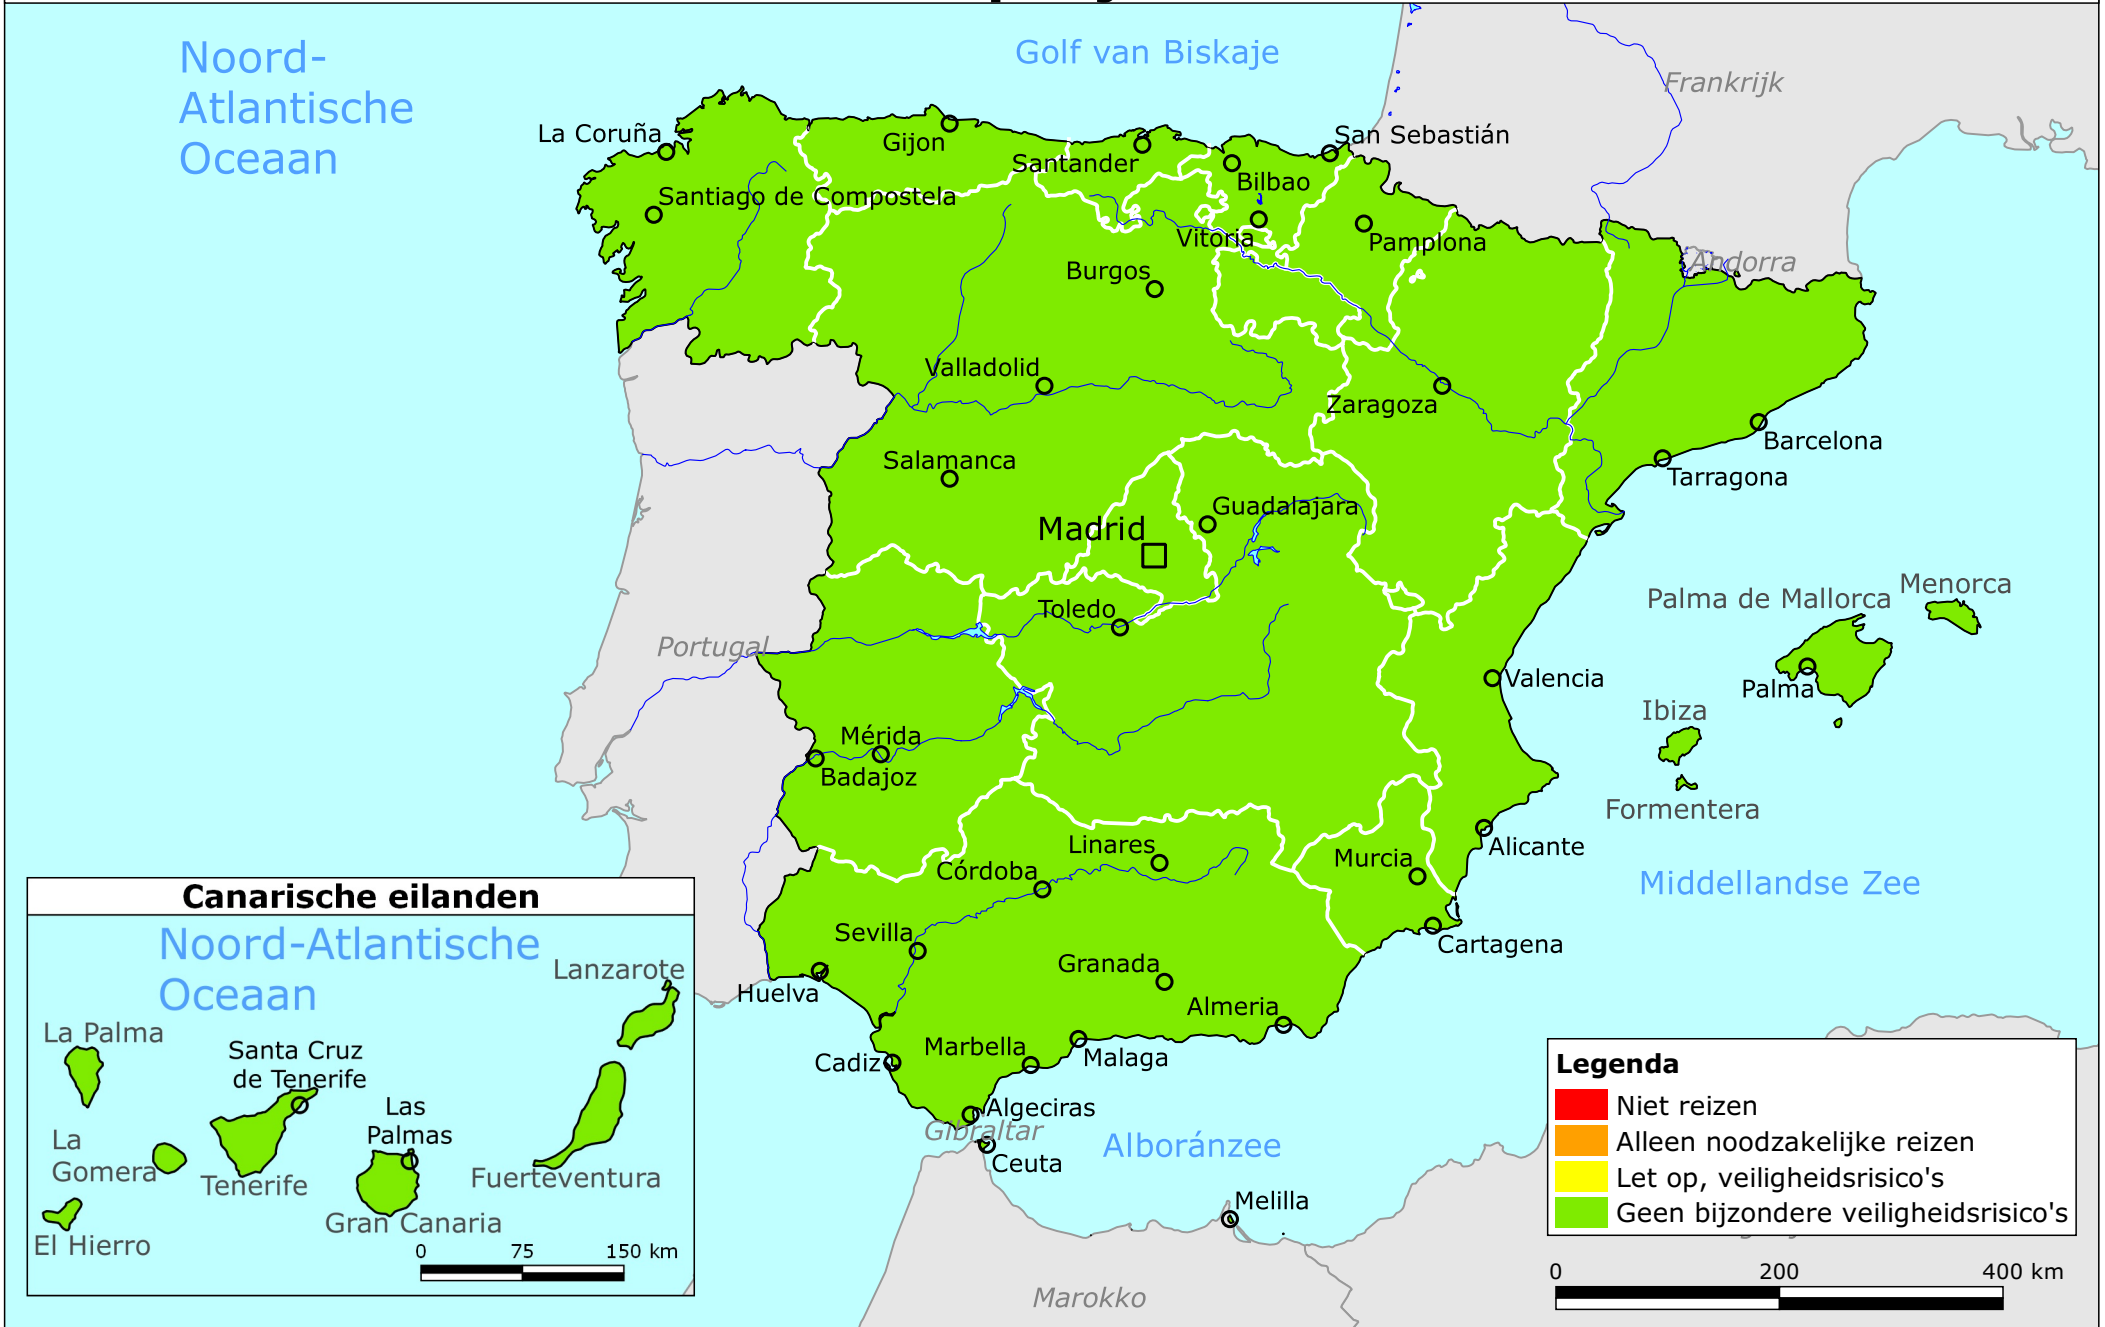 Noord-
Atlantische
Oceaan
Golf van Biskaje
Frankrijk
La Coruña
Gijon
Santander
San Sebastián
Bilbao
Santiago de Compostela
Vitoria
Pamplona
Andorra
Burgos
Valladolid
Zaragoza
Barcelona
Salamanca
Tarragona
Guadalajara
Madrid
Menorca
Palma de Mallorca
Toledo
Portugal
Valencia
Palma
Ibiza
Mérida
Badajoz
Formentera
Linares
Alicante
Murcia
Córdoba
Middellandse Zee
Sevilla
Cartagena
Granada
Huelva
Almeria
Marbella
Malaga
Cadiz
Algeciras
Gibraltar
Ceuta
Alboránzee
Melilla
Marokko
Canarische eilanden
Noord-Atlantische
Oceaan
Lanzarote
La Palma
Santa Cruz
de Tenerife
Las
Palmas
La
Gomera
Tenerife
Fuerteventura
Gran Canaria
El Hierro
0 75 150 km
Legenda
Niet reizen
Alleen noodzakelijke reizen
Let op, veiligheidsrisico's
Geen bijzondere veiligheidsrisico's
0 200 400 km